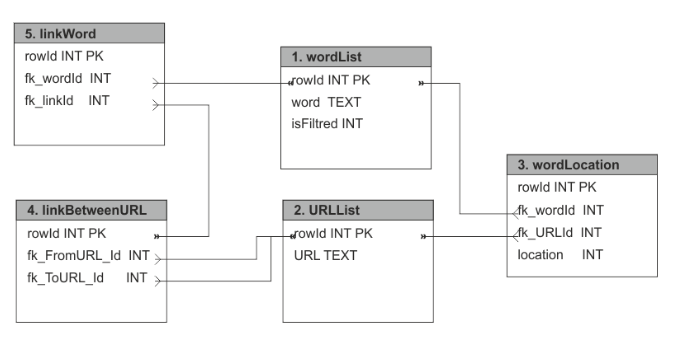 5. linkWord
rowId INT PK
fk_wordId INT
fk_linkId INT
1. wordList
rowId INT PK
word TEXT
isFiltred INT
3. wordLocation
rowId INT PK
fk_wordId INT
fk_URLId INT
location INT
4. linkBetweenURL
rowId INT PK
fk_FromURL_Id INT
fk_ToURL_Id INT
2. URLList
rowId INT PK
URL TEXT